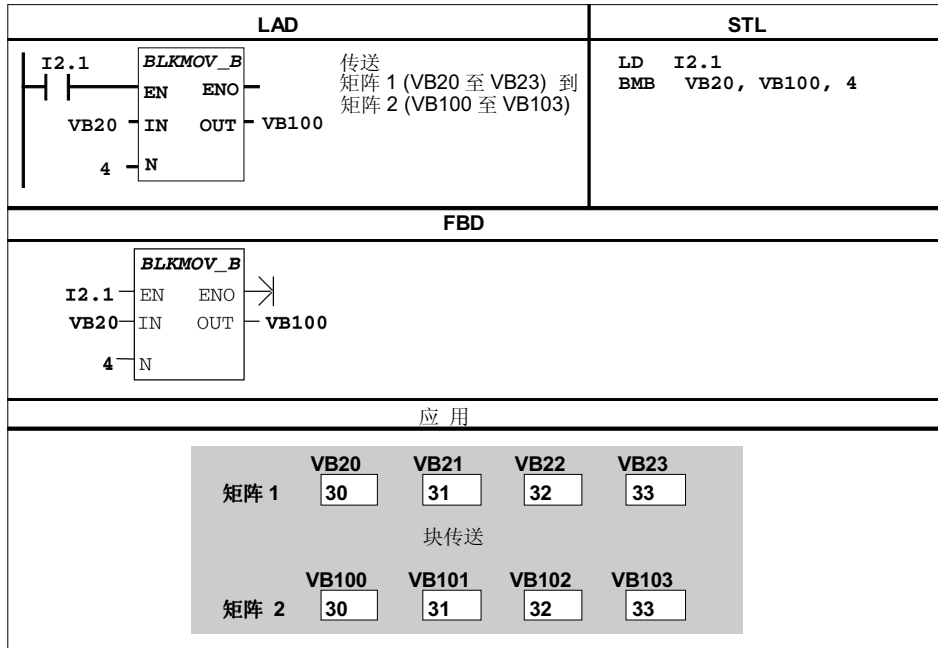 LAD
STL
I2.1
BLKMOV_B
EN ENO
VB20 IN OUT VB100
4 N
传送
矩阵 1 (VB20 至 VB23) 到
矩阵 2 (VB100 至 VB103)
LD I2.1
BMB VB20, VB100, 4
FBD
BLKMOV_B
I2.1 EN ENO
VB20 IN OUT VB100
4 N
应 用
VB20 VB21 VB22 VB23
矩阵 1 30 31 32 33
块传送
VB100 VB101 VB102 VB103
矩阵 2 30 31 32 33